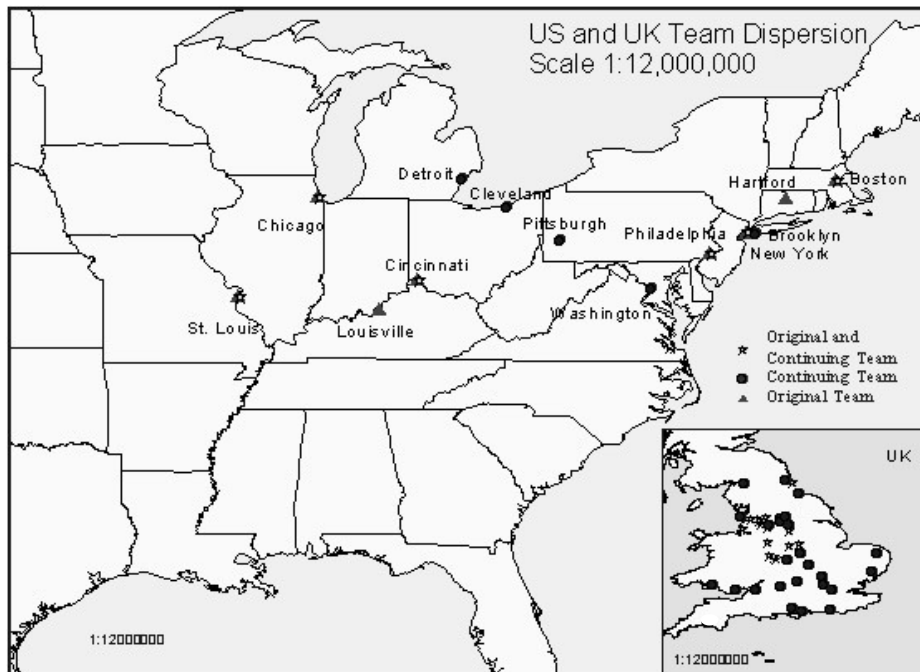 US and UK Team Dispersion
Scale 1:12,000,000
Detroit
Cleveland
Hartford
Boston
Chicago
Pittsburgh
Philadelphia
Brooklyn
New York
Cincinnati
Washington
St. Louis
Louisville
Original and
Continuing Team
Continuing Team
Original Team
UK
1:12000000
1:12000000